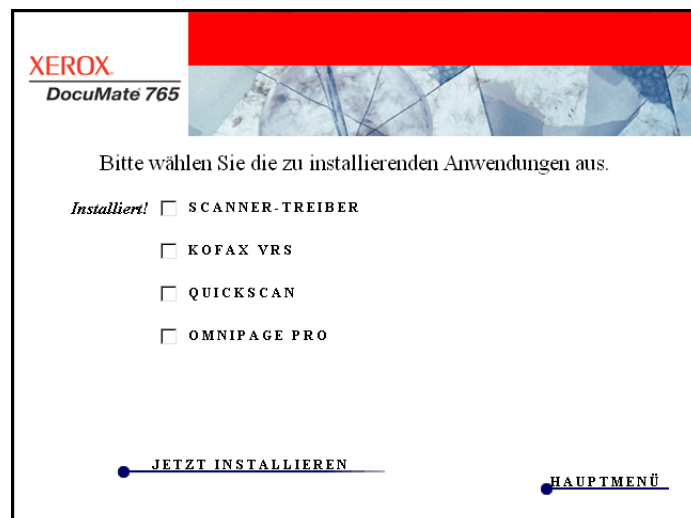 XEROX.
DocuMate 765
Bitte wählen Sie die zu installierenden Anwendungen aus.
Installiert! SCANNER-TREIBER
KOFAX VRS
QUICKSCAN
OMNIPAGE PRO
JETZT INSTALLIEREN
HAUPTMENÜ